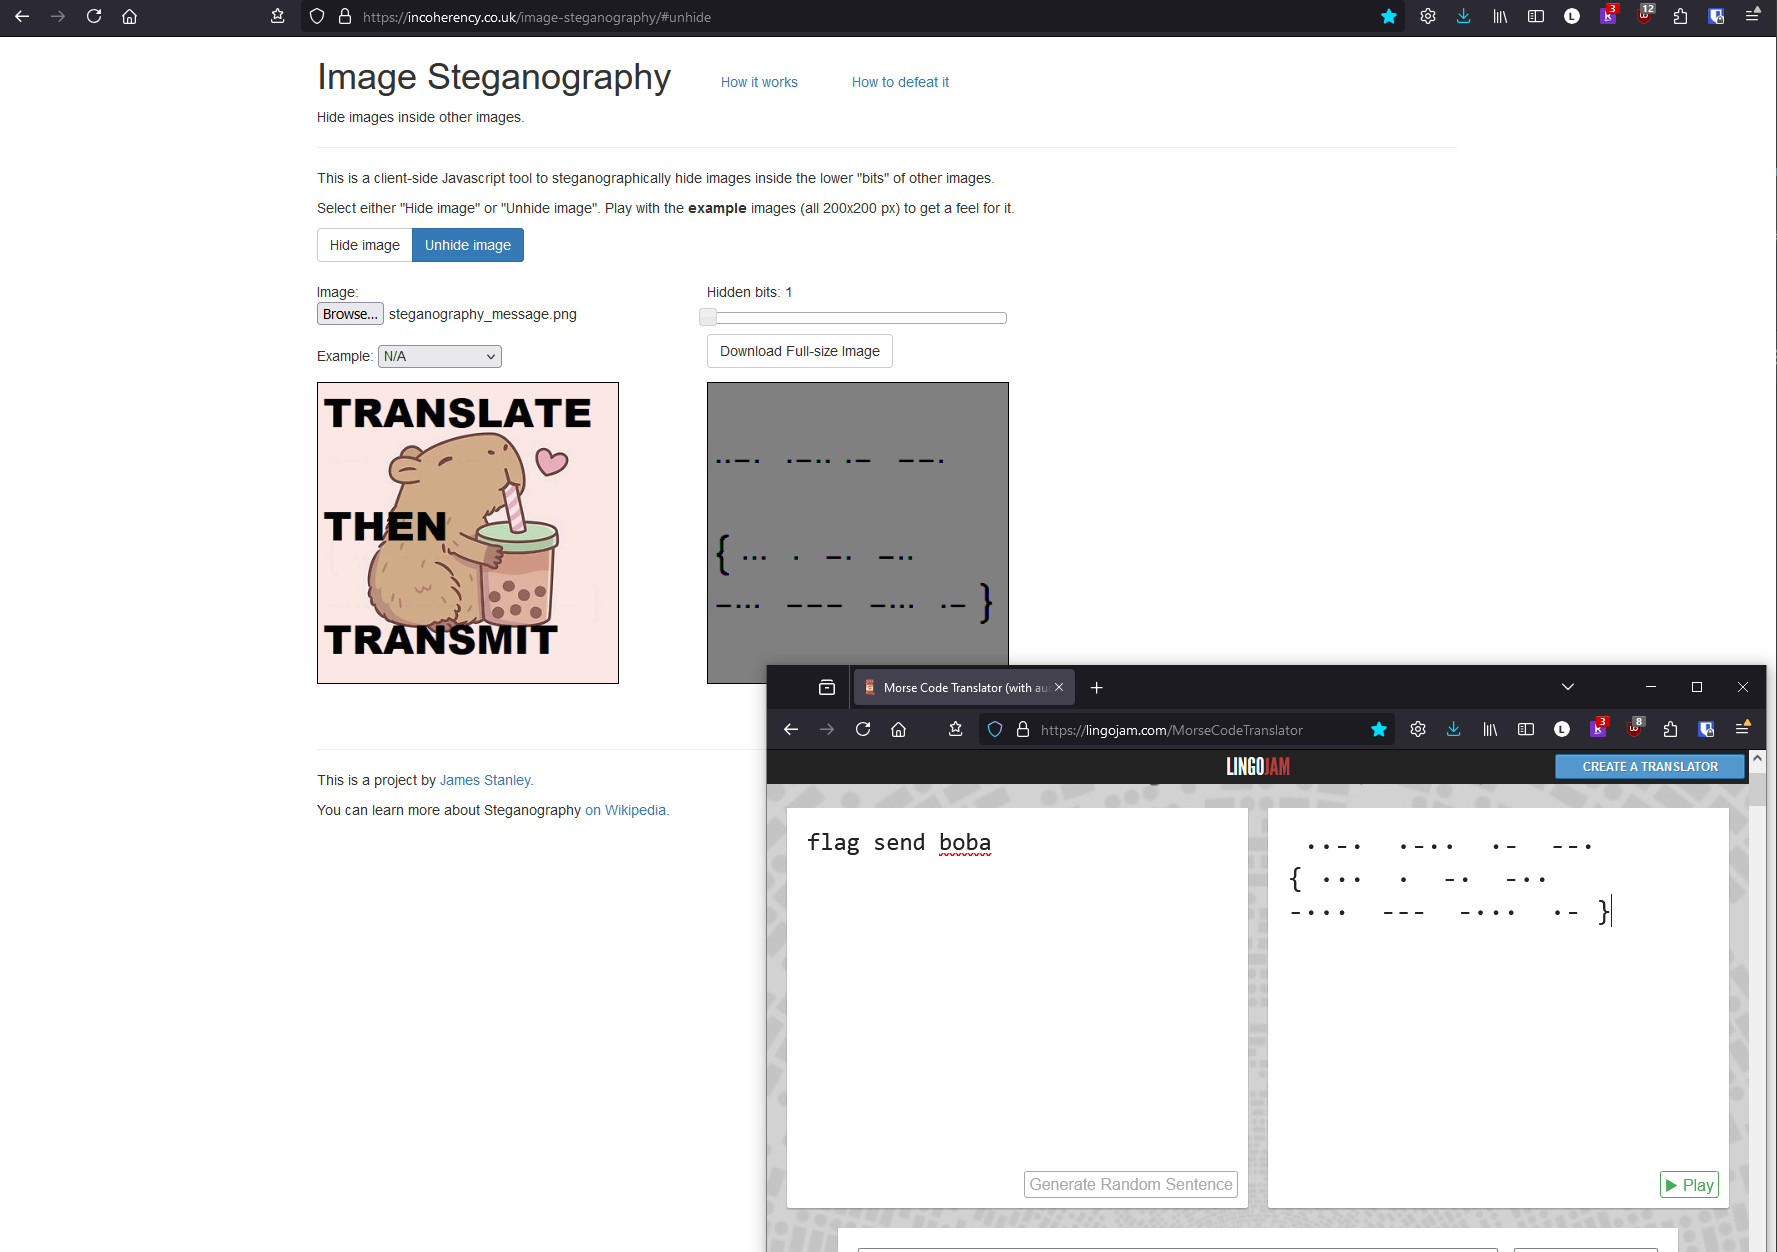 https://incoherency.co.uk/image-steganography/#unhide
3
12
Image Steganography
How it works
How to defeat it
Hide images inside other images.
This is a client-side Javascript tool to steganographically hide images inside the lower "bits" of other images.
Select either "Hide image" or "Unhide image". Play with the example images (all 200x200 px) to get a feel for it.
Hide image
Unhide image
Image:
Browse... steganography_message.png
Example: N/A
Hidden bits: 1
Download Full-size Image
TRANSLATE
THEN
TRANSMIT
··–· ·–·· ·– ––·
{ ··· · –· –··
–··· ––– –··· ·– }
This is a project by James Stanley.
You can learn more about Steganography on Wikipedia.
Morse Code Translator (with au
https://lingojam.com/MorseCodeTranslator
3
8
LINGOJAM
CREATE A TRANSLATOR
flag send boba
··-· ·-·· ·- --·
{ ··· · -· -··
-··· --- -··· ·- }
Generate Random Sentence
Play